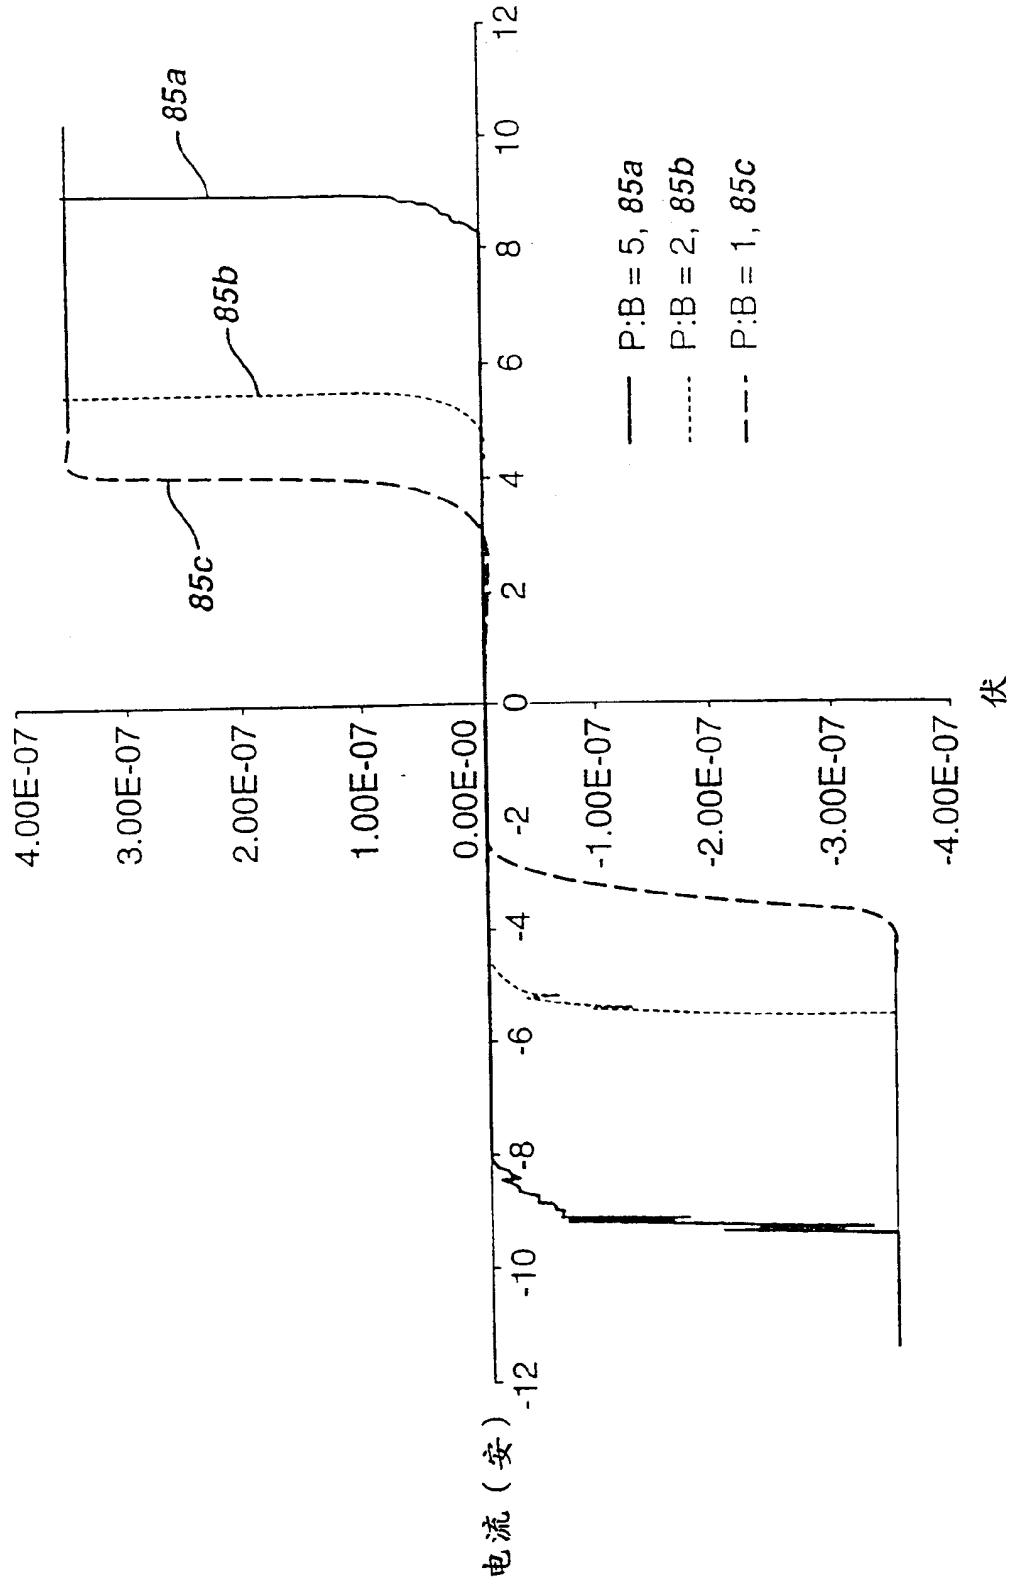 4.00E-07
3.00E-07
2.00E-07
1.00E-07
0.00E-00
-1.00E-07
-2.00E-07
-3.00E-07
-4.00E-07
-12
-10
-8
-6
-4
-2
0
2
4
6
8
10
12
85a
85b
85c
P:B = 5, 85a
P:B = 2, 85b
P:B = 1, 85c
电流（安）
伏